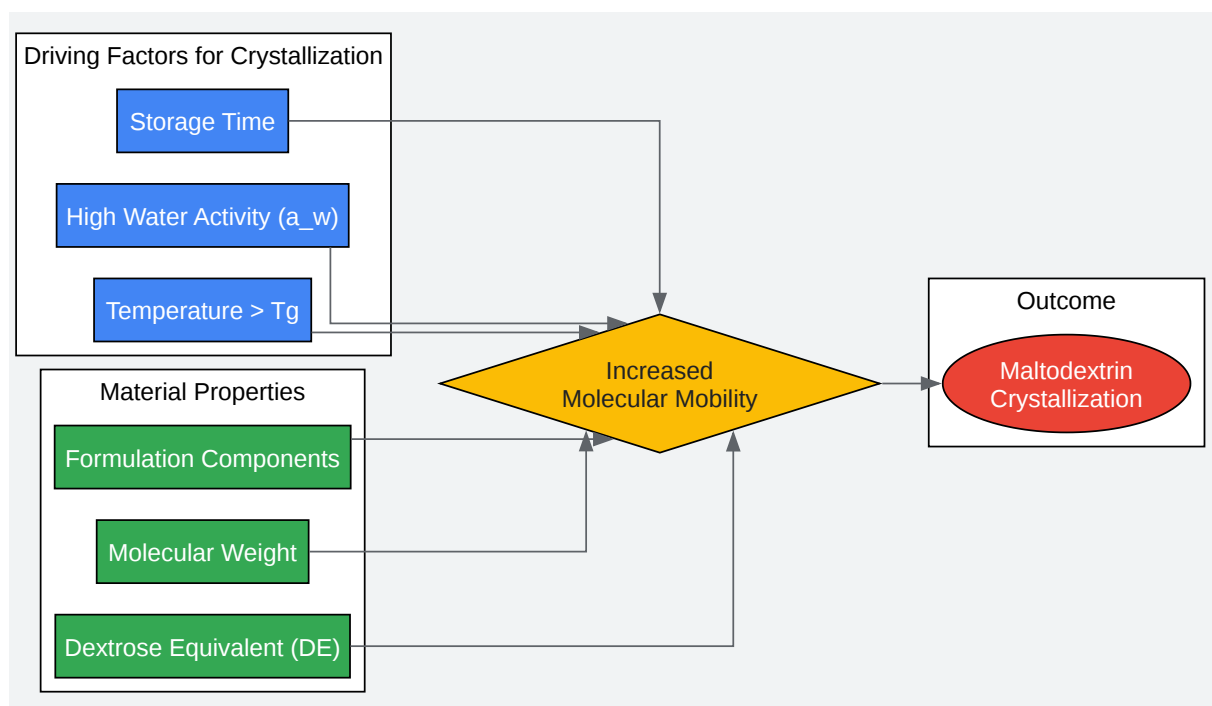 Driving Factors for Crystallization
Storage Time
High Water Activity (a_w)
Temperature > Tg
Material Properties
Formulation Components
Molecular Weight
Dextrose Equivalent (DE)
Increased
Molecular Mobility
Outcome
Maltodextrin
Crystallization